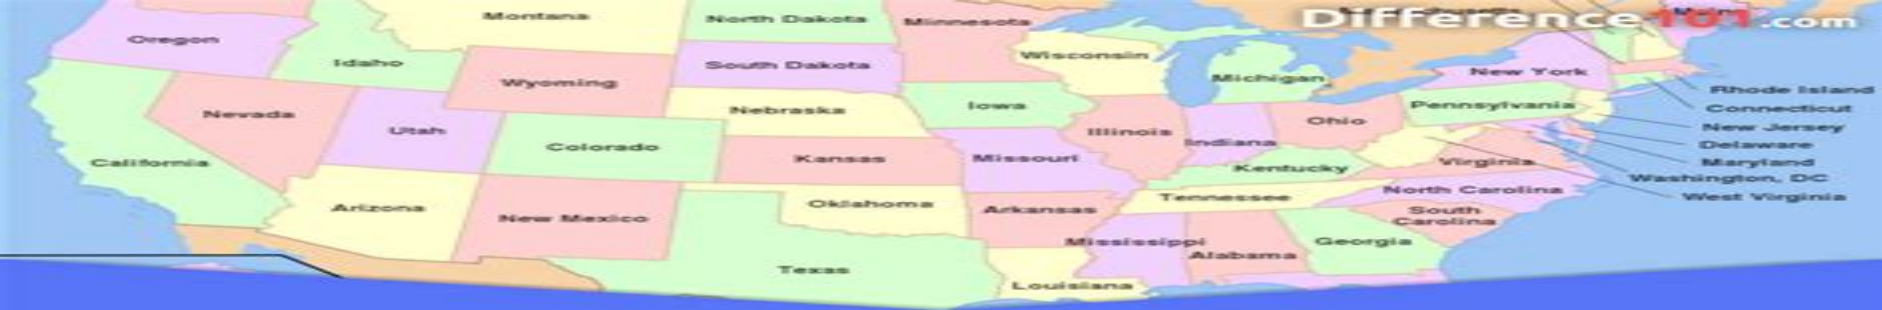 Difference101.com
Montana
North Dakota
Minnesota
Oregon
Idaho
Wyoming
South Dakota
Wisconsin
Michigan
New York
Nevada
Utah
Nebraska
Iowa
Illinois
Indiana
Ohio
Pennsylvania
Rhode Island
Connecticut
New Jersey
Delaware
Maryland
Washington, DC
West Virginia
California
Colorado
Kansas
Missouri
Kentucky
Virginia
Arizona
New Mexico
Oklahoma
Arkansas
Tennessee
North Carolina
South
Carolina
Mississippi
Alabama
Georgia
Texas
Louisiana